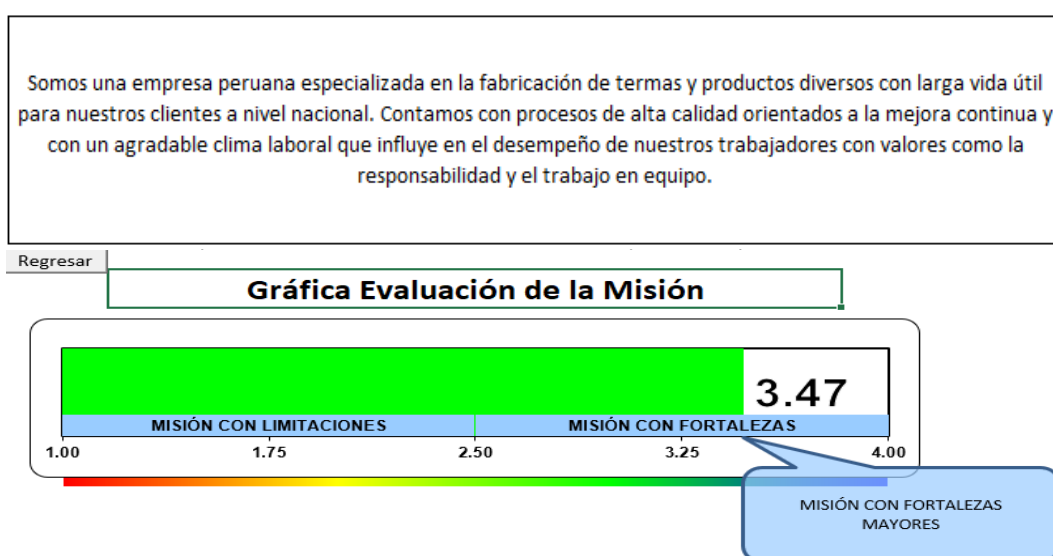 Somos una empresa peruana especializada en la fabricación de termas y productos diversos con larga vida útil
para nuestros clientes a nivel nacional. Contamos con procesos de alta calidad orientados a la mejora continua y
con un agradable clima laboral que influye en el desempeño de nuestros trabajadores con valores como la
responsabilidad y el trabajo en equipo.
Regresar
Gráfica Evaluación de la Misión
3.47
MISIÓN CON LIMITACIONES MISIÓN CON FORTALEZAS
1.00 1.75 2.50 3.25 4.00
MISIÓN CON FORTALEZAS
MAYORES